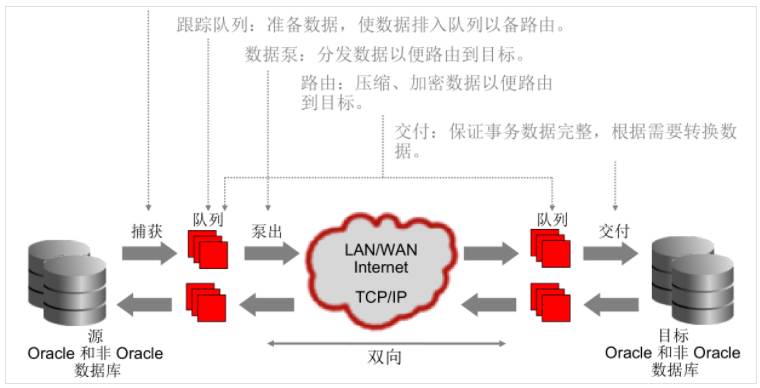 跟踪队列：准备数据，使数据排入队列以备路由。
数据泵：分发数据以便路由到目标。
路由：压缩、加密数据以便路由
到目标。
交付：保证事务数据完整，根据需要转换数
据。
队列
队列
捕获
泵出
交付
LAN/WAN
Internet
TCP/IP
源
Oracle 和非 Oracle
数据库
双向
目标
Oracle 和非 Oracle
数据库